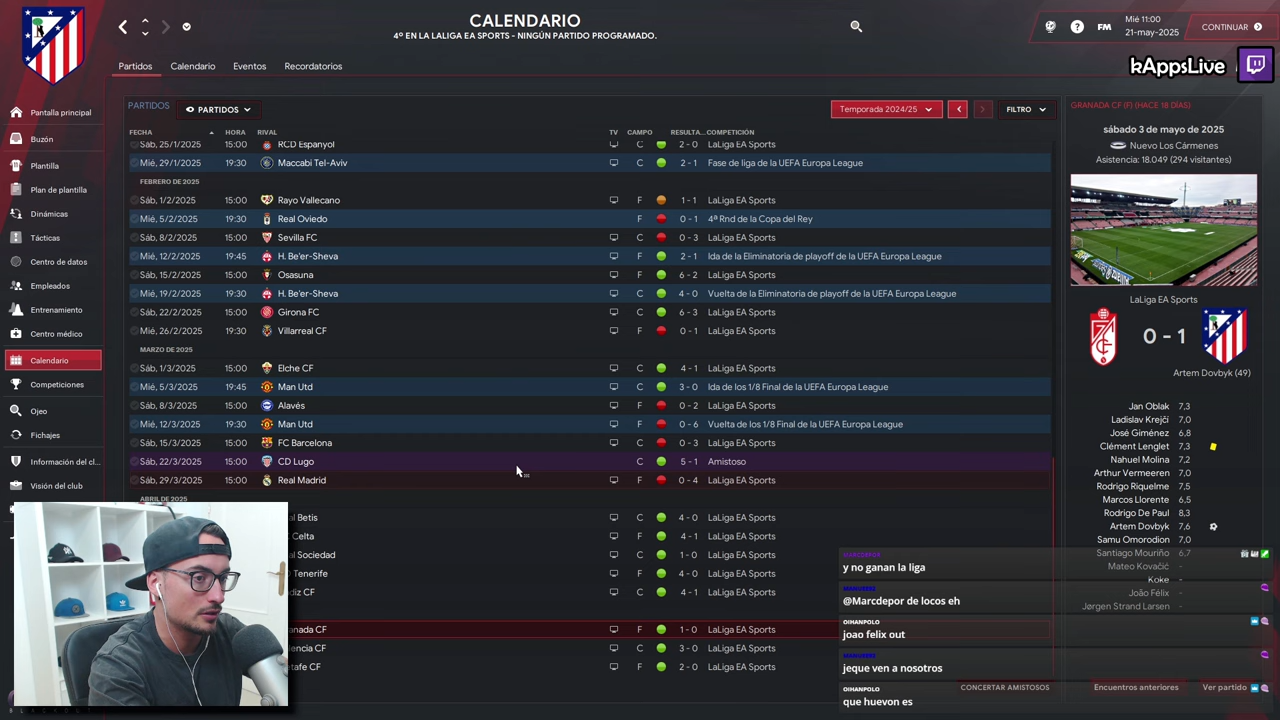 CALENDARIO
4º EN LA LALIGA EA SPORTS - NINGÚN PARTIDO PROGRAMADO.
FM
Mié 11:00
21-may-2025
CONTINUAR
kAppsLive
Partidos Calendario Eventos Recordatorios
Pantalla principal
Buzón
Plantilla
Plan de plantilla
Dinámicas
Tácticas
Centro de datos
Empleados
Entrenamiento
Centro médico
Calendario
Competiciones
Ojeo
Fichajes
Información del cl...
Visión del club
PARTIDOS PARTIDOS Temporada 2024/25 FILTRO
FECHA HORA RIVAL TV CAMPO RESULTA... COMPETICIÓN
Sáb, 25/1/2025 15:00 RCD Espanyol C 2 - 0 LaLiga EA Sports
Mié, 29/1/2025 19:30 Maccabi Tel-Aviv C 2 - 1 Fase de liga de la UEFA Europa League
FEBRERO DE 2025
Sáb, 1/2/2025 15:00 Rayo Vallecano F 1 - 1 LaLiga EA Sports
Mié, 5/2/2025 19:30 Real Oviedo F 0 - 1 4ª Rnd de la Copa del Rey
Sáb, 8/2/2025 15:00 Sevilla FC C 0 - 3 LaLiga EA Sports
Mié, 12/2/2025 19:45 H. Be'er-Sheva F 2 - 1 Ida de la Eliminatoria de playoff de la UEFA Europa League
Sáb, 15/2/2025 15:00 Osasuna F 6 - 2 LaLiga EA Sports
Mié, 19/2/2025 19:30 H. Be'er-Sheva C 4 - 0 Vuelta de la Eliminatoria de playoff de la UEFA Europa League
Sáb, 22/2/2025 15:00 Girona FC C 6 - 3 LaLiga EA Sports
Mié, 26/2/2025 19:30 Villarreal CF F 0 - 1 LaLiga EA Sports
MARZO DE 2025
Sáb, 1/3/2025 15:00 Elche CF F 4 - 1 LaLiga EA Sports
Mié, 5/3/2025 19:45 Man Utd C 3 - 0 Ida de los 1/8 Final de la UEFA Europa League
Sáb, 8/3/2025 15:00 Alavés F 0 - 2 LaLiga EA Sports
Mié, 12/3/2025 19:30 Man Utd F 0 - 6 Vuelta de los 1/8 Final de la UEFA Europa League
Sáb, 15/3/2025 15:00 FC Barcelona C 0 - 3 LaLiga EA Sports
Sáb, 22/3/2025 15:00 CD Lugo C 5 - 1 Amistoso
Sáb, 29/3/2025 15:00 Real Madrid F 0 - 4 LaLiga EA Sports
ABRIL DE 2025
al Betis C 4 - 0 LaLiga EA Sports
Celta F 4 - 1 LaLiga EA Sports
al Sociedad C 1 - 0 LaLiga EA Sports
Tenerife F 4 - 0 LaLiga EA Sports
diz CF C 4 - 1 LaLiga EA Sports
anada CF F 1 - 0 LaLiga EA Sports
lencia CF C 3 - 0 LaLiga EA Sports
tafe CF F 2 - 0 LaLiga EA Sports
GRANADA CF (F) (HACE 18 DÍAS)
sábado 3 de mayo de 2025
Nuevo Los Cármenes
Asistencia: 18.049 (294 visitantes)
LaLiga EA Sports
0 - 1
Artem Dovbyk (49)
Jan Oblak 7,3
Ladislav Krejčí 7,0
José Giménez 6,8
Clément Lenglet 7,3
Nahuel Molina 7,2
Arthur Vermeeren 7,0
Rodrigo Riquelme 7,5
Marcos Llorente 6,5
Rodrigo De Paul 8,3
Artem Dovbyk 7,6
Samu Omorodion 7,0
Santiago Mouriño 6,7
Mateo Kovačić -
Koke -
João Félix -
Jørgen Strand Larsen -
MARCDEPOR
y no ganan la liga
@Marcdepor de locos eh
OIHANPOLO
joao felix out
jeque ven a nosotros
OIHANPOLO
que huevon es
CONCERTAR AMISTOSOS Encuentros anteriores Ver partido